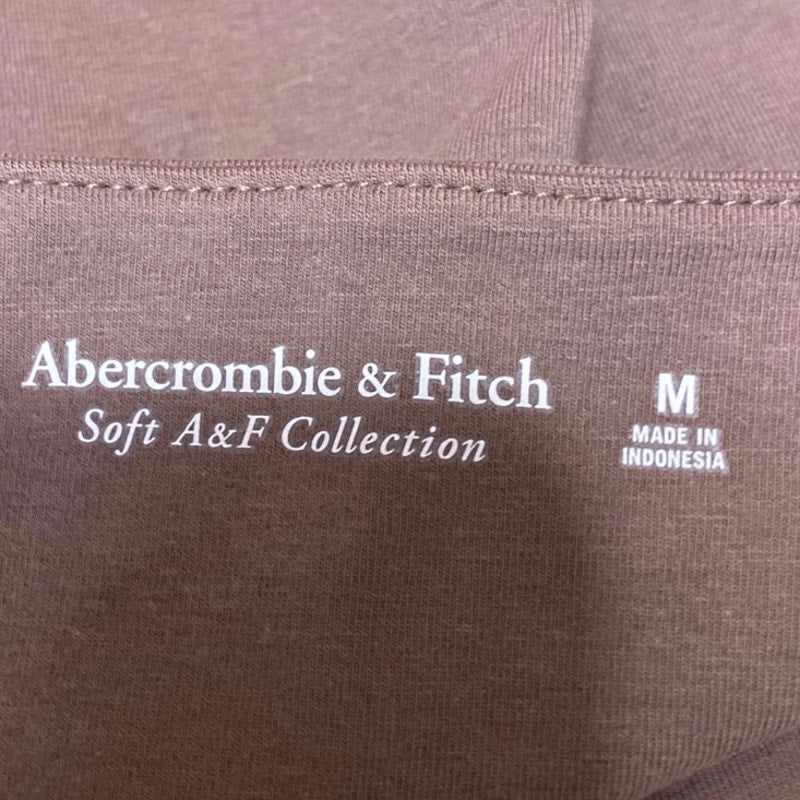 Abercrombie & Fitch
Soft A&F Collection
M
MADE IN
INDONESIA